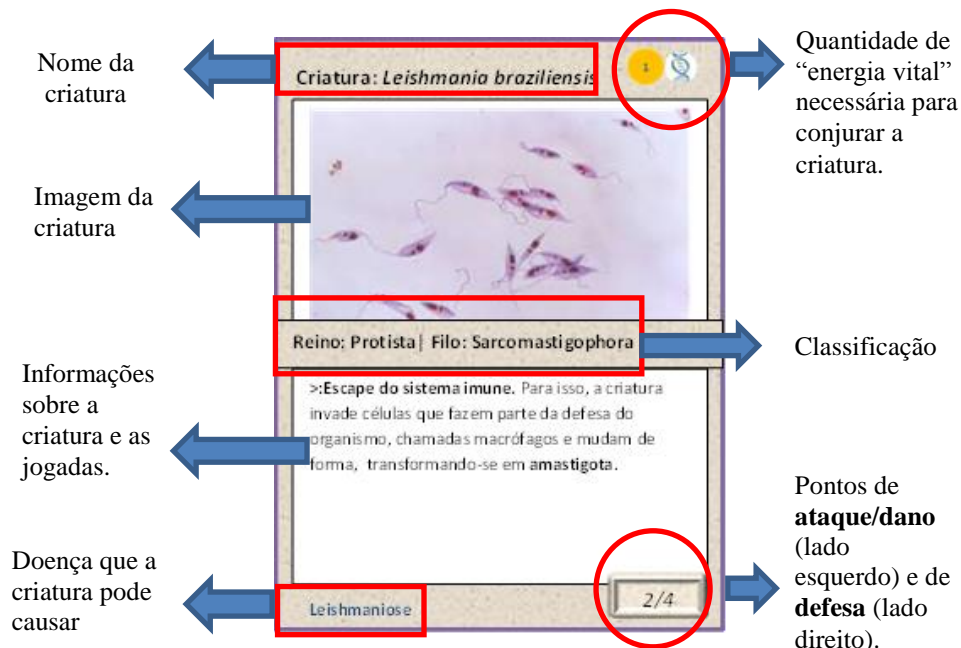 Nome da
criatura
Imagem da
criatura
Informações
sobre a
criatura e as
jogadas.
Doença que a
criatura pode
causar
Criatura: Leishmania braziliensis
1
Reino: Protista| Filo: Sarcomastigophora
>:Escape do sistema imune. Para isso, a criatura
invade células que fazem parte da defesa do
organismo, chamadas macrófagos e mudam de
forma, transformando-se em amastigota.
Leishmaniose
2/4
Quantidade de
“energia vital”
necessária para
conjurar a
criatura.
Classificação
Pontos de
ataque/dano
(lado
esquerdo) e de
defesa (lado
direito).